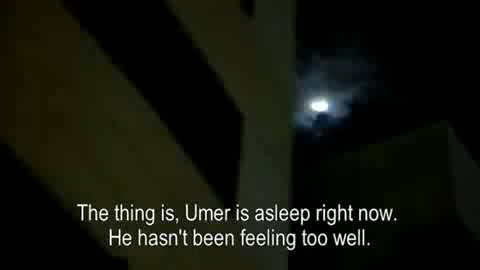 The thing is, Umer is asleep right now.
He hasn't been feeling too well.